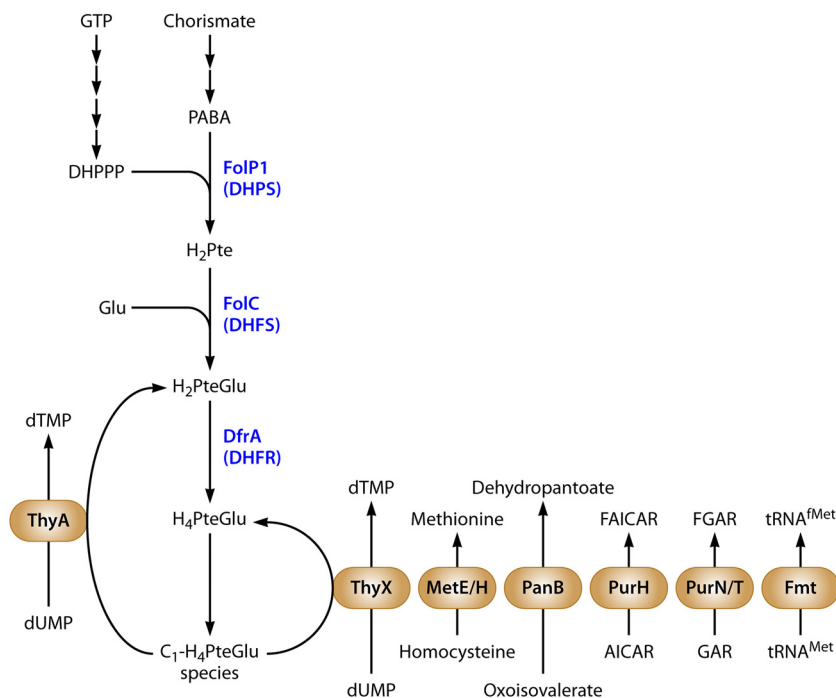 GTP
Chorismate
PABA
DHPPP
FolP1
(DHPS)
H₂Pte
Glu
FolC
(DHFS)
H₂PteGlu
dTMP
DfrA
(DHFR)
dTMP
Dehydropantoate
ThyA
H₄PteGlu
Methionine
FAICAR
FGAR
tRNAᶠᴹᵉᵗ
ThyX
MetE/H
PanB
PurH
PurN/T
Fmt
dUMP
C₁-H₄PteGlu
species
Homocysteine
AICAR
GAR
tRNAᴹᵉᵗ
dUMP
Oxoisovalerate